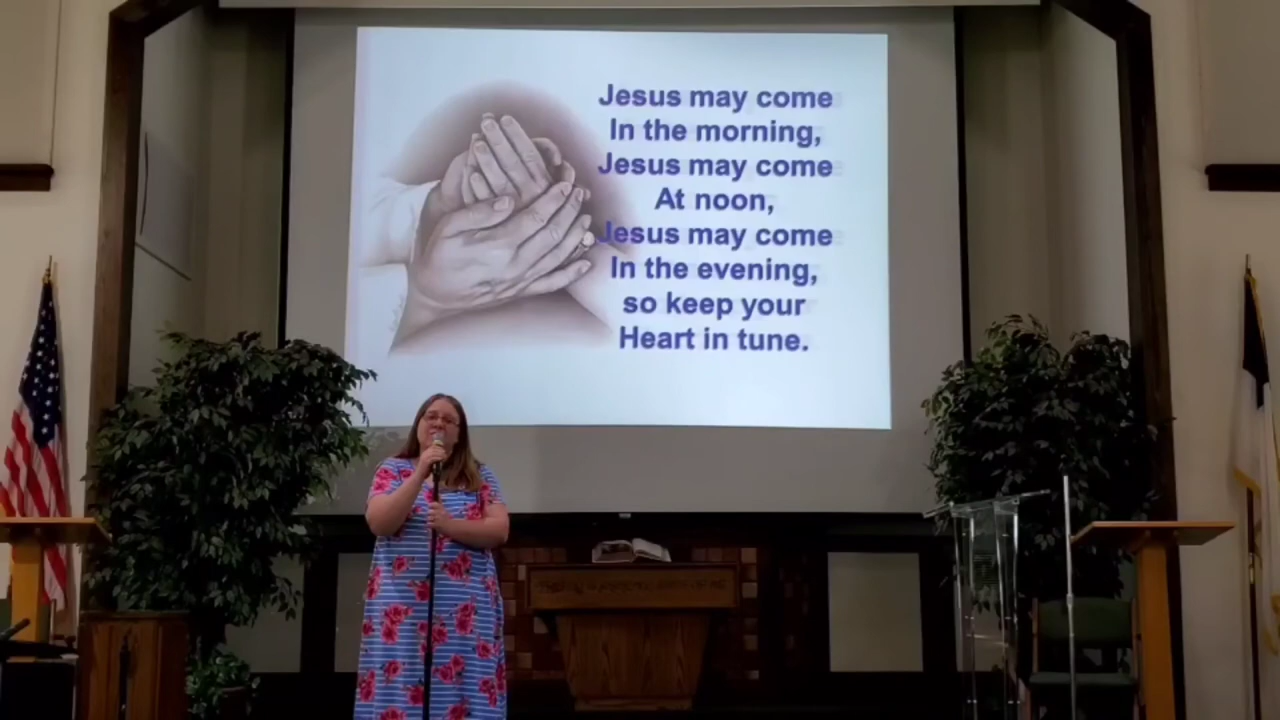 Jesus may come
In the morning,
Jesus may come
At noon,
Jesus may come
In the evening,
so keep your
Heart in tune.